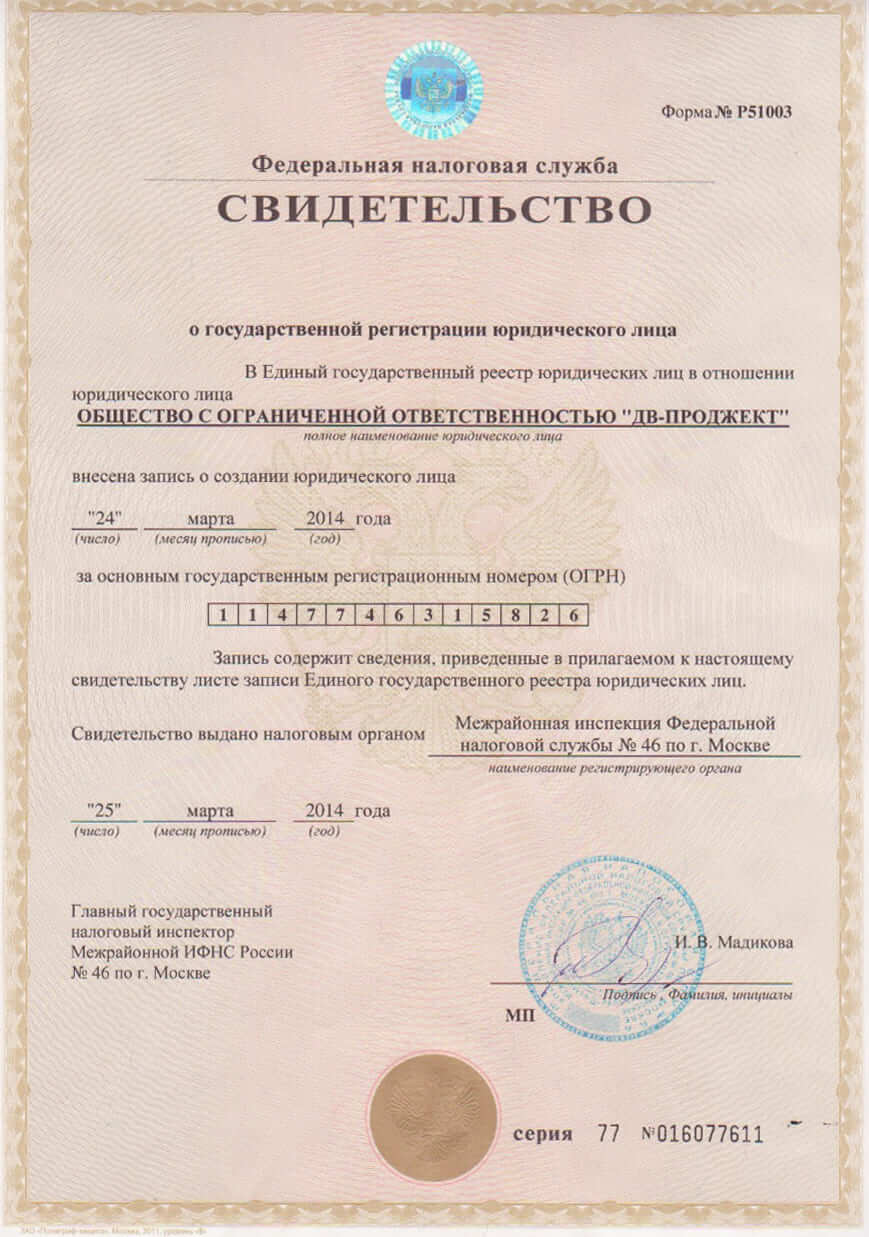 Форма № Р51003
Федеральная налоговая служба
СВИДЕТЕЛЬСТВО
о государственной регистрации юридического лица
В Единый государственный реестр юридических лиц в отношении
юридического лица
ОБЩЕСТВО С ОГРАНИЧЕННОЙ ОТВЕТСТВЕННОСТЬЮ "ДВ-ПРОДЖЕКТ"
полное наименование юридического лица
внесена запись о создании юридического лица
"24" марта 2014 года
(число) (месяц прописью) (год)
за основным государственным регистрационным номером (ОГРН)
1 1 4 7 7 4 6 3 1 5 8 2 6
Запись содержит сведения, приведенные в прилагаемом к настоящему
свидетельству листе записи Единого государственного реестра юридических лиц.
Свидетельство выдано налоговым органом
Межрайонная инспекция Федеральной
налоговой службы № 46 по г. Москве
наименование регистрирующего органа
"25" марта 2014 года
(число) (месяц прописью) (год)
Главный государственный
налоговый инспектор
Межрайонной ИФНС России
№ 46 по г. Москве
И. В. Мадикова
Подпись , Фамилия, инициалы
МП
серия 77 №016077611
ЗАО «Полиграф-защита», Москва, 2011, уровень «В»